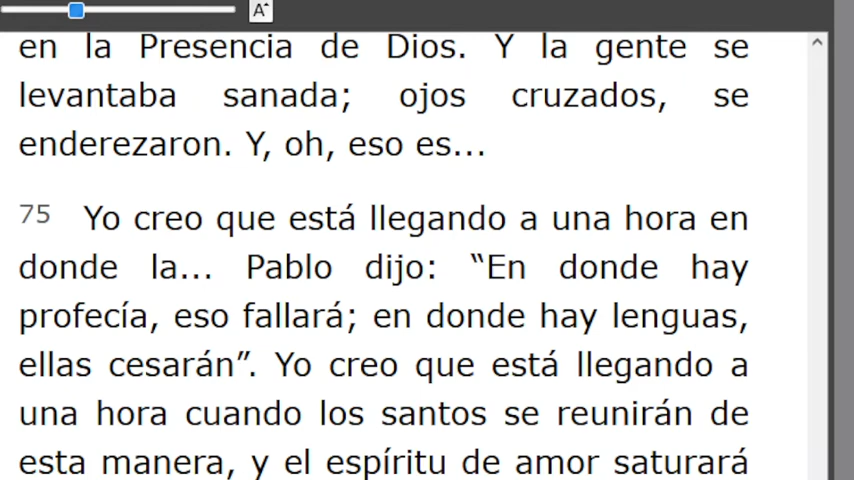 A^
en la Presencia de Dios. Y la gente se
levantaba sanada; ojos cruzados, se
enderezaron. Y, oh, eso es...
75 Yo creo que está llegando a una hora en
donde la... Pablo dijo: “En donde hay
profecía, eso fallará; en donde hay lenguas,
ellas cesarán”. Yo creo que está llegando a
una hora cuando los santos se reunirán de
esta manera, y el espíritu de amor saturará